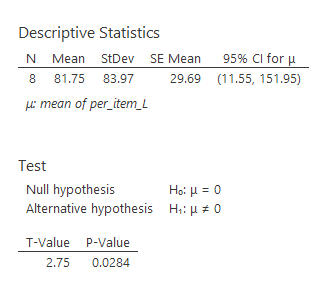 Descriptive Statistics
N Mean StDev SE Mean 95% CI for μ
8 81.75 83.97 29.69 (11.55, 151.95)
μ: mean of per_item_L
Test
Null hypothesis H₀: μ = 0
Alternative hypothesis H₁: μ ≠ 0
T-Value P-Value
2.75 0.0284